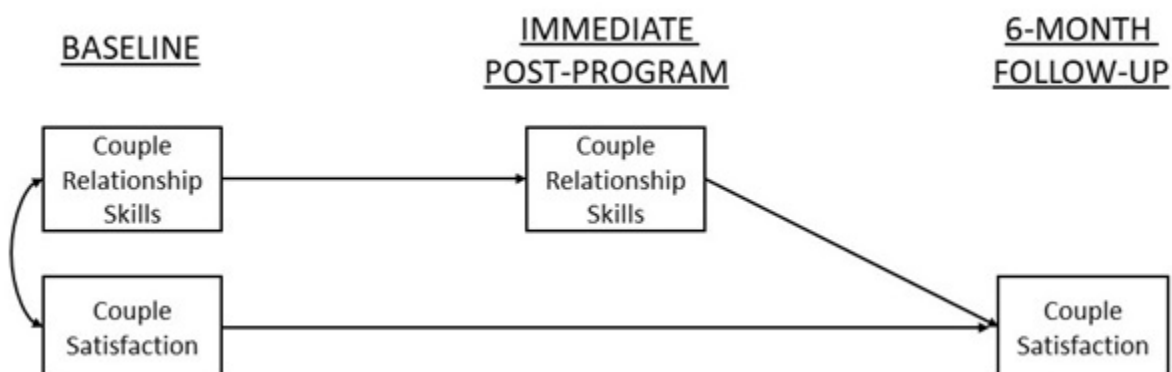 BASELINE
IMMEDIATE
POST-PROGRAM
6-MONTH
FOLLOW-UP
Couple
Relationship
Skills
Couple
Relationship
Skills
Couple
Satisfaction
Couple
Satisfaction